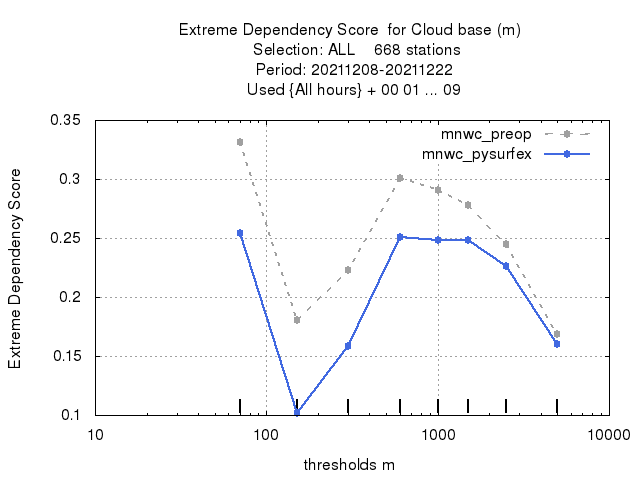 Extreme Dependency Score  for Cloud base (m)
Selection: ALL    668 stations
Period: 20211208-20211222
Used {All hours} + 00 01 ... 09
Extreme Dependency Score
0.35
0.3
0.25
0.2
0.15
0.1
mnwc_preop
mnwc_pysurfex
10 100 1000 10000
thresholds m